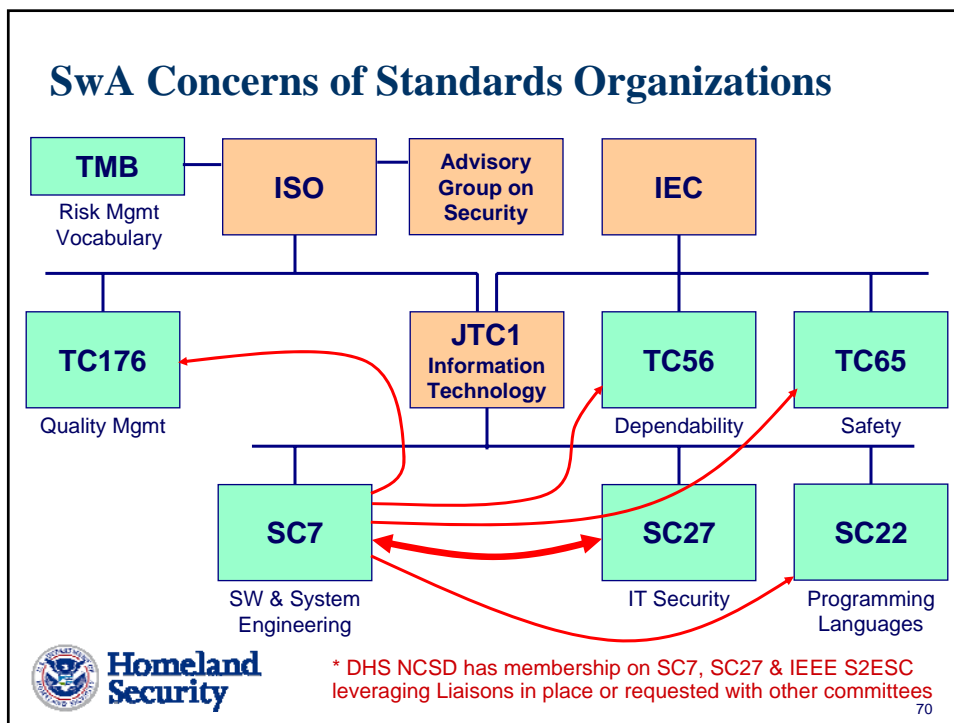 SwA Concerns of Standards Organizations
TMB
Risk Mgmt
Vocabulary
ISO
Advisory
Group on
Security
IEC
TC176
Quality Mgmt
JTC1
Information
Technology
TC56
Dependability
TC65
Safety
SC7
SW & System
Engineering
SC27
IT Security
SC22
Programming
Languages
Homeland
Security
* DHS NCSD has membership on SC7, SC27 & IEEE S2ESC
leveraging Liaisons in place or requested with other committees
70